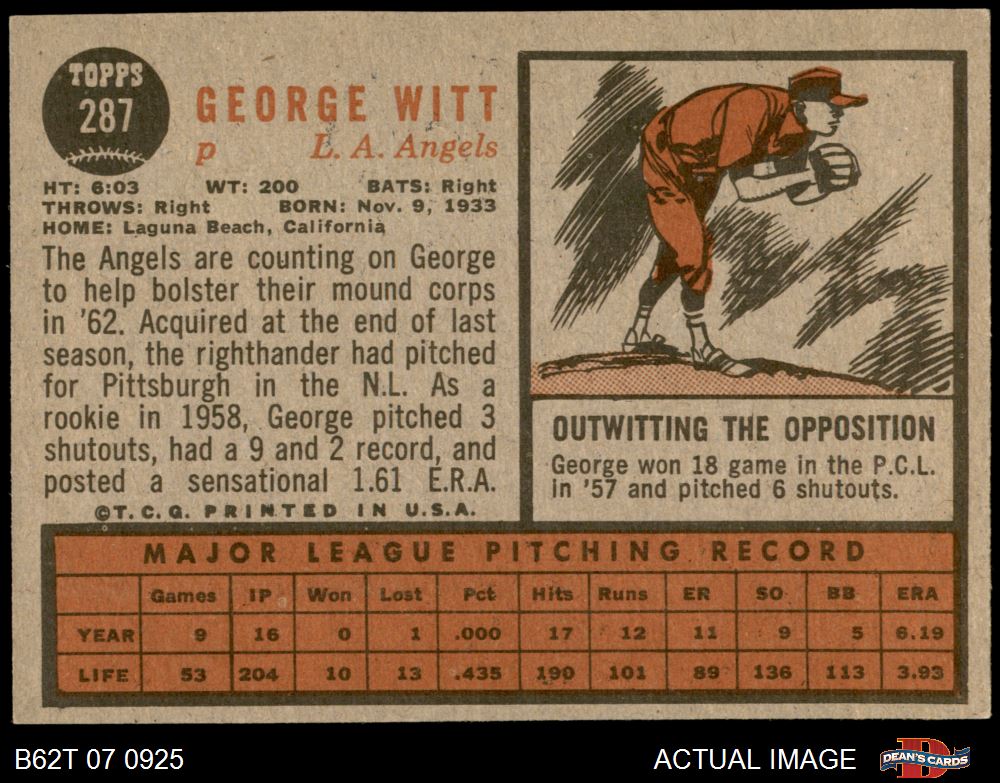 TOPPS
287
GEORGE WITT
p L. A. Angels
HT: 6:03 WT: 200 BATS: Right
THROWS: Right BORN: Nov. 9, 1933
HOME: Laguna Beach, California
The Angels are counting on George
to help bolster their mound corps
in '62. Acquired at the end of last
season, the righthander had pitched
for Pittsburgh in the N.L. As a
rookie in 1958, George pitched 3
shutouts, had a 9 and 2 record, and
posted a sensational 1.61 E.R.A.
©T.C.G. PRINTED IN U.S.A.
OUTWITTING THE OPPOSITION
George won 18 game in the P.C.L.
in '57 and pitched 6 shutouts.
MAJOR LEAGUE PITCHING RECORD
Games IP Won Lost Pct Hits Runs ER SO BB ERA
YEAR 9 16 0 1 .000 17 12 11 9 5 6.19
LIFE 53 204 10 13 .435 190 101 89 136 113 3.93
B62T 07 0925
ACTUAL IMAGE
DEAN'S CARDS